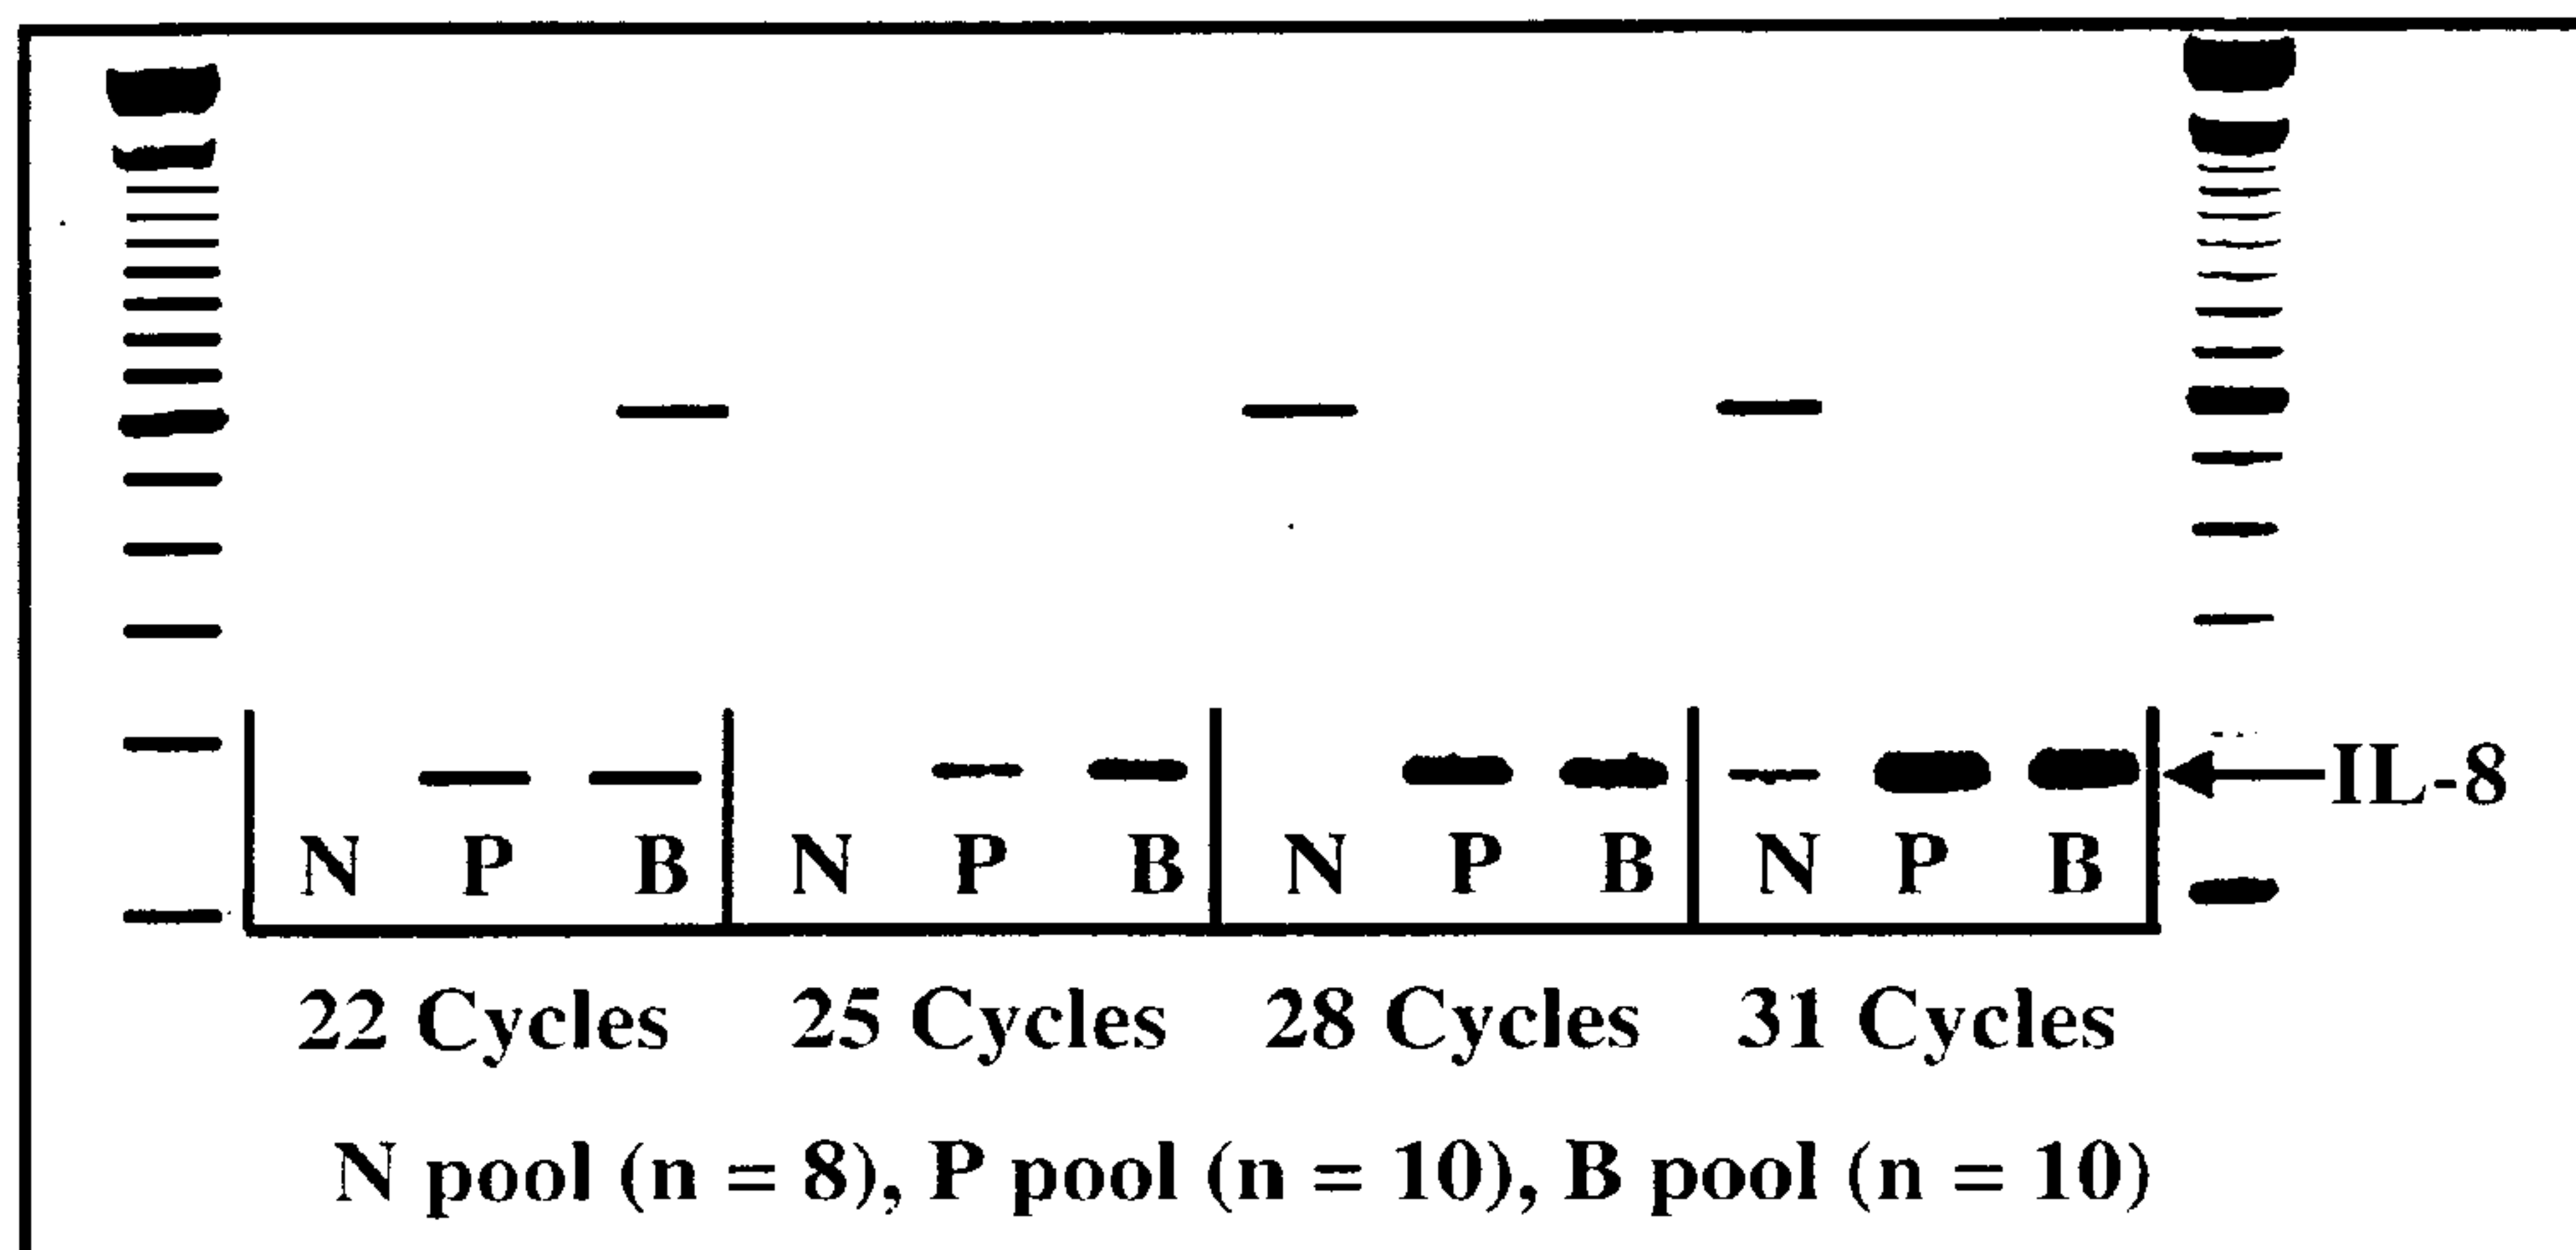 IL-8
N P B N P B N P B N P B
22 Cycles 25 Cycles 28 Cycles 31 Cycles
N pool (n = 8), P pool (n = 10), B pool (n = 10)